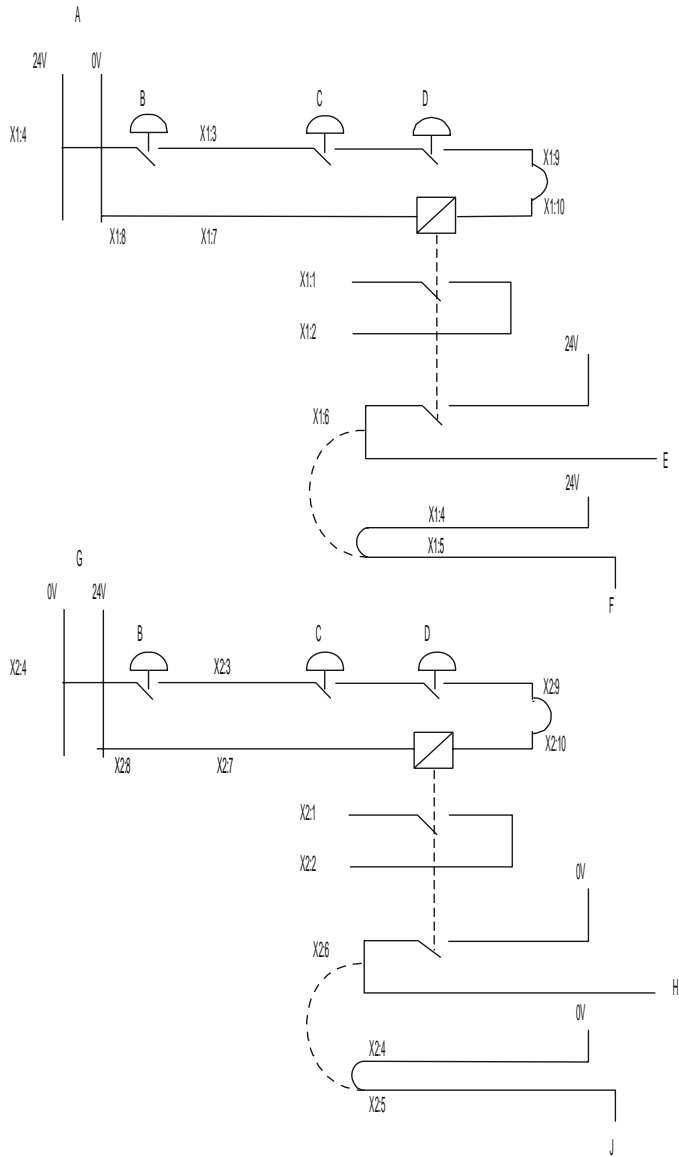 A
24V 0V
B C D
X1:4 X1:3
X1:9
X1:10
X1:8 X1:7
X1:1
X1:2
24V
X1:6
E
24V
X1:4
X1:5
G
F
0V 24V
B C D
X2:4 X2:3
X2:9
X2:10
X2:8 X2:7
X2:1
X2:2
0V
X2:6
H
0V
X2:4
X2:5
J